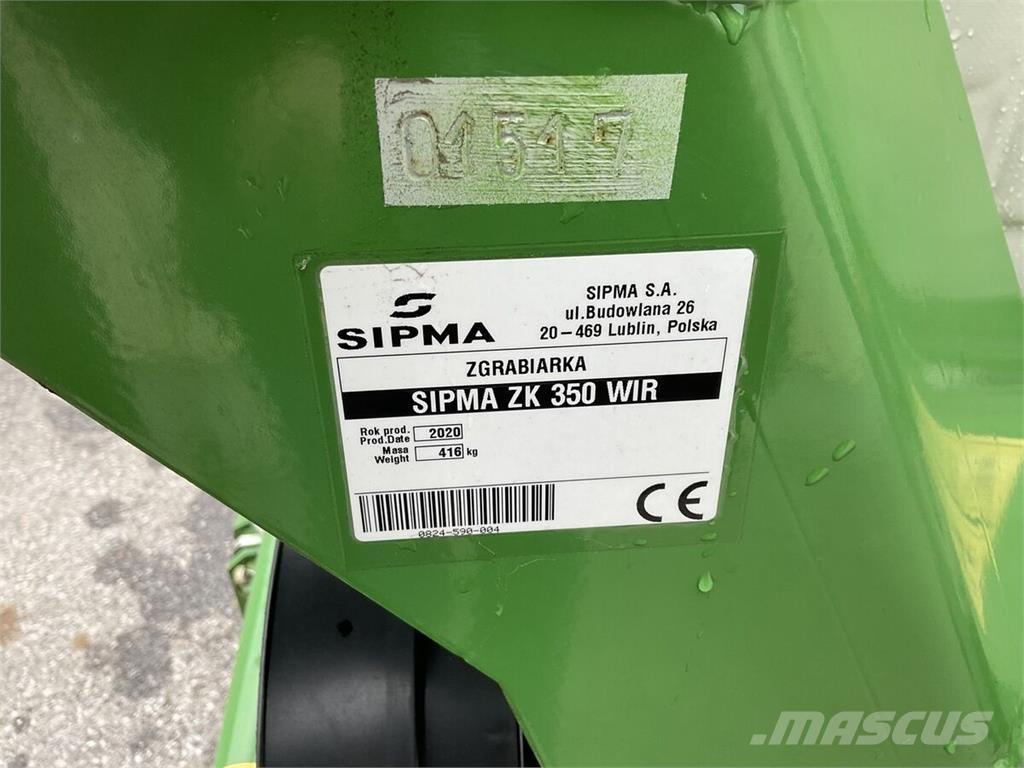 01517
SIPMA
SIPMA S.A.
ul.Budowlana 26
20-469 Lublin, Polska
ZGRABIARKA
SIPMA ZK 350 WIR
Rok prod.
Prod.Date 2020
Masa
Weight 416 kg
0824-590-004
CE
MASCUS